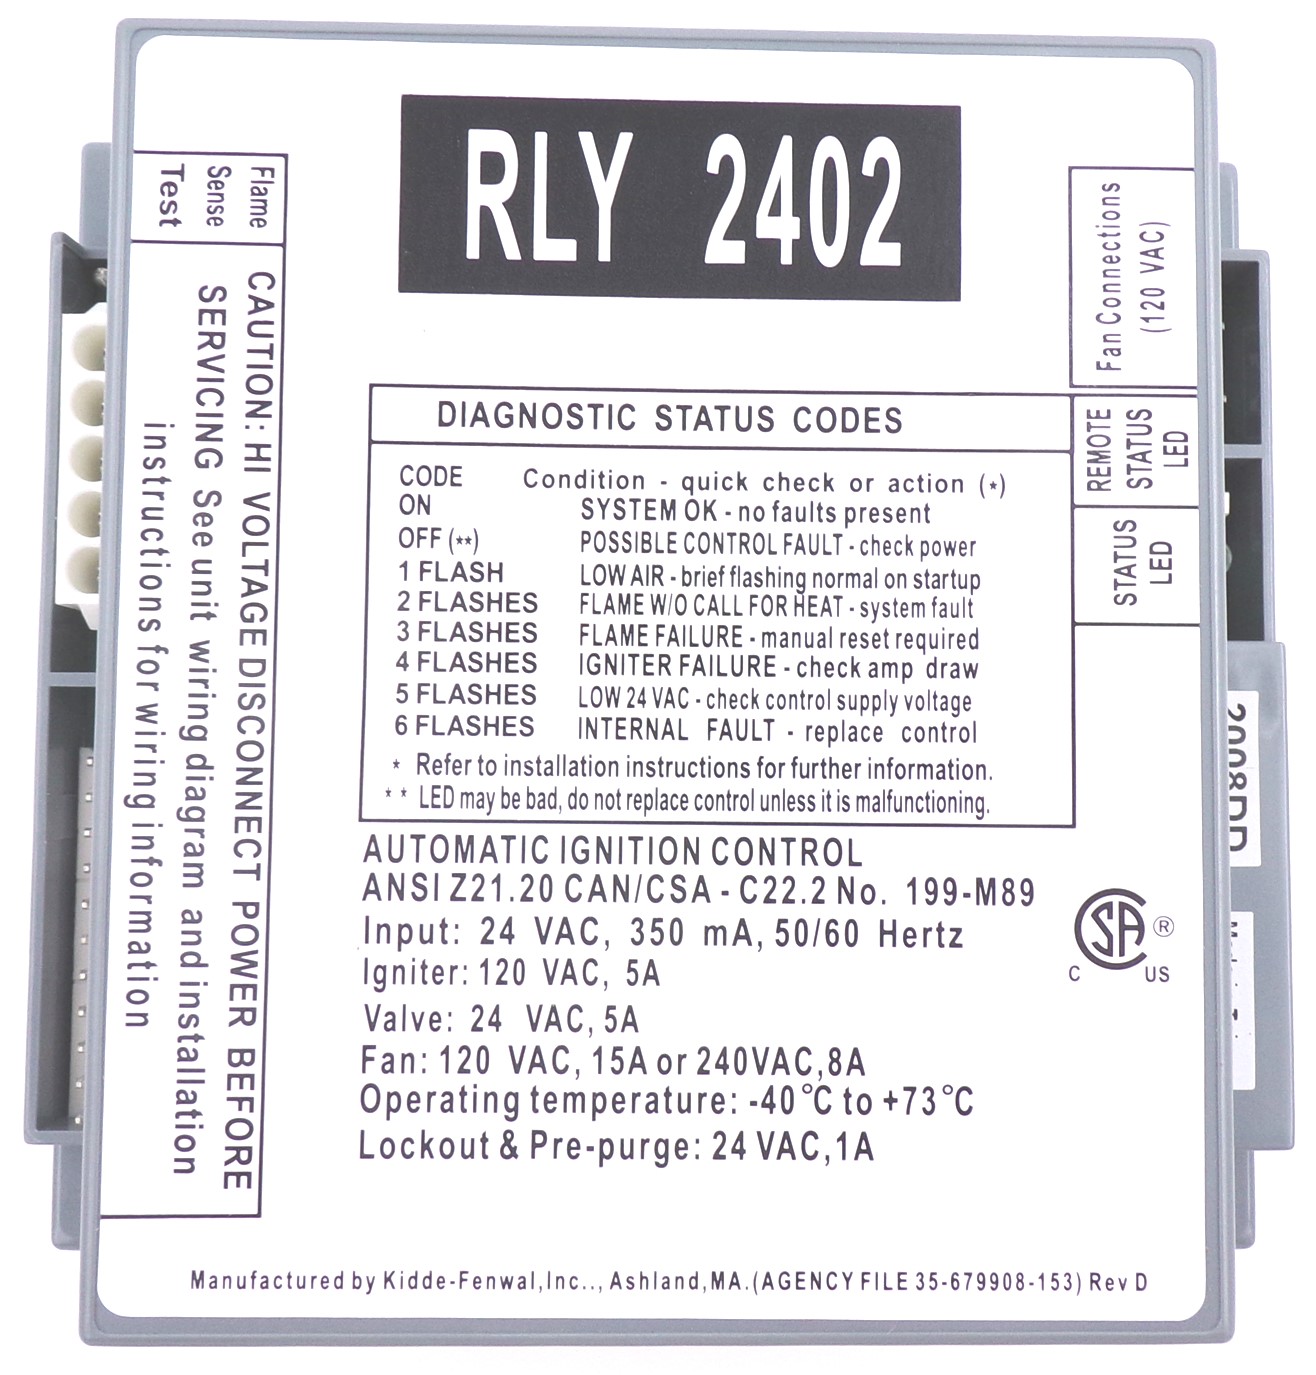 RLY 2402
Flame
Sense
Test
CAUTION: HI VOLTAGE DISCONNECT POWER BEFORE
SERVICING See unit wiring diagram and installation
instructions for wiring information
Fan Connections
(120 VAC)
REMOTE
STATUS
LED
STATUS
LED
DIAGNOSTIC STATUS CODES
CODE Condition - quick check or action (*)
ON SYSTEM OK - no faults present
OFF (**) POSSIBLE CONTROL FAULT - check power
1 FLASH LOW AIR - brief flashing normal on startup
2 FLASHES FLAME W/O CALL FOR HEAT - system fault
3 FLASHES FLAME FAILURE - manual reset required
4 FLASHES IGNITER FAILURE - check amp draw
5 FLASHES LOW 24 VAC - check control supply voltage
6 FLASHES INTERNAL FAULT - replace control
* Refer to installation instructions for further information.
** LED may be bad, do not replace control unless it is malfunctioning.
AUTOMATIC IGNITION CONTROL
ANSI Z21.20 CAN/CSA - C22.2 No. 199-M89
Input: 24 VAC, 350 mA, 50/60 Hertz
Igniter: 120 VAC, 5A
Valve: 24 VAC, 5A
Fan: 120 VAC, 15A or 240VAC,8A
Operating temperature: -40°C to +73°C
Lockout & Pre-purge: 24 VAC,1A
SA ®
C US
Manufactured by Kidde-Fenwal,Inc.., Ashland,MA.(AGENCY FILE 35-679908-153) Rev D